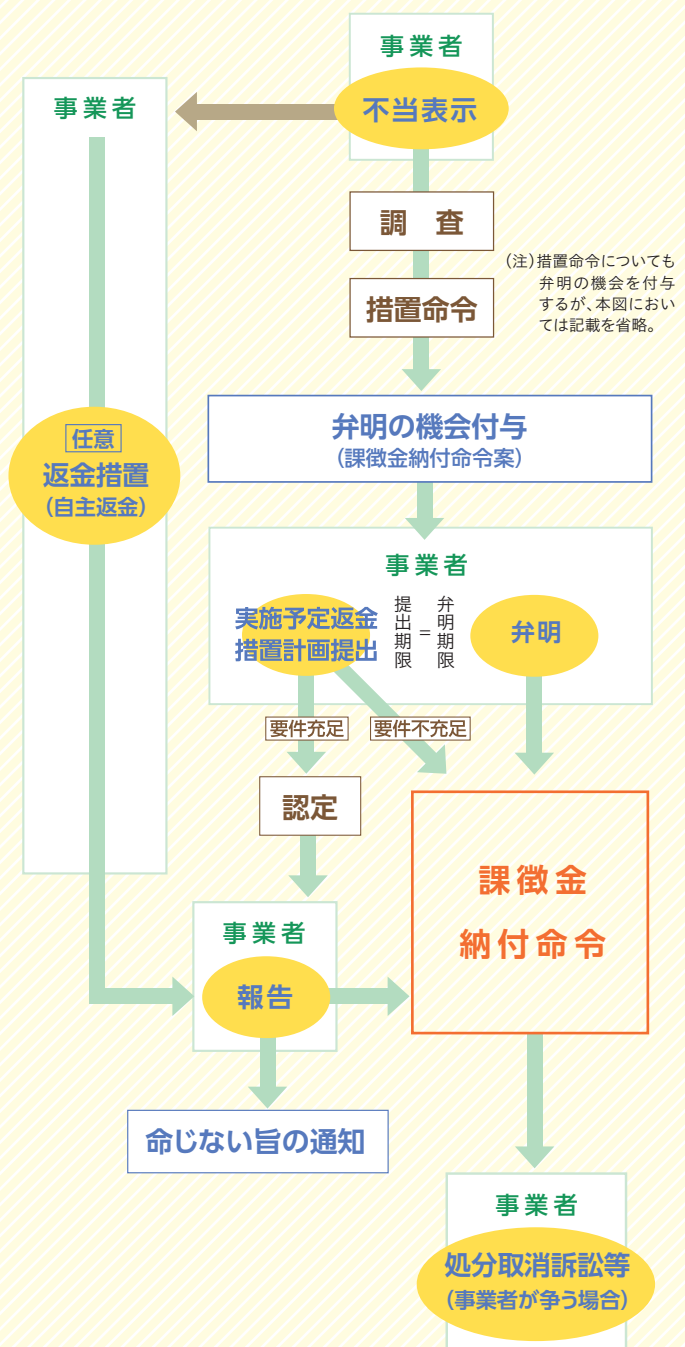 事業者
不当表示
事業者
調　査
(注)措置命令についても
弁明の機会を付与
するが、本図におい
ては記載を省略。
措置命令
弁明の機会付与
(課徴金納付命令案)
任意
返金措置
(自主返金)
事業者
実施予定返金
措置計画提出
提出期限
=
弁明期限
弁明
要件充足
要件不充足
認定
課徴金
納付命令
事業者
報告
命じない旨の通知
事業者
処分取消訴訟等
(事業者が争う場合)